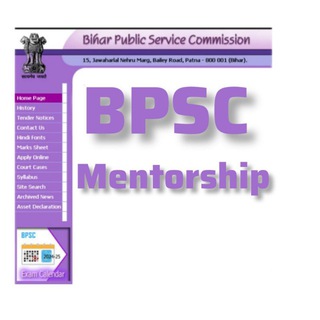 Bihar Public Service Commission
15, Jawaharlal Nehru Marg, Bailey Road, Patna - 800 001 (Bihar).
Home Page
History
Tender Notices
Contact Us
Hindi Fonts
Marks Sheet
Apply Online
Court Cases
Syllabus
Site Search
Archived News
Asset Declaration
BPSC
Mentorship
BPSC
2024-25
Exam Calendar